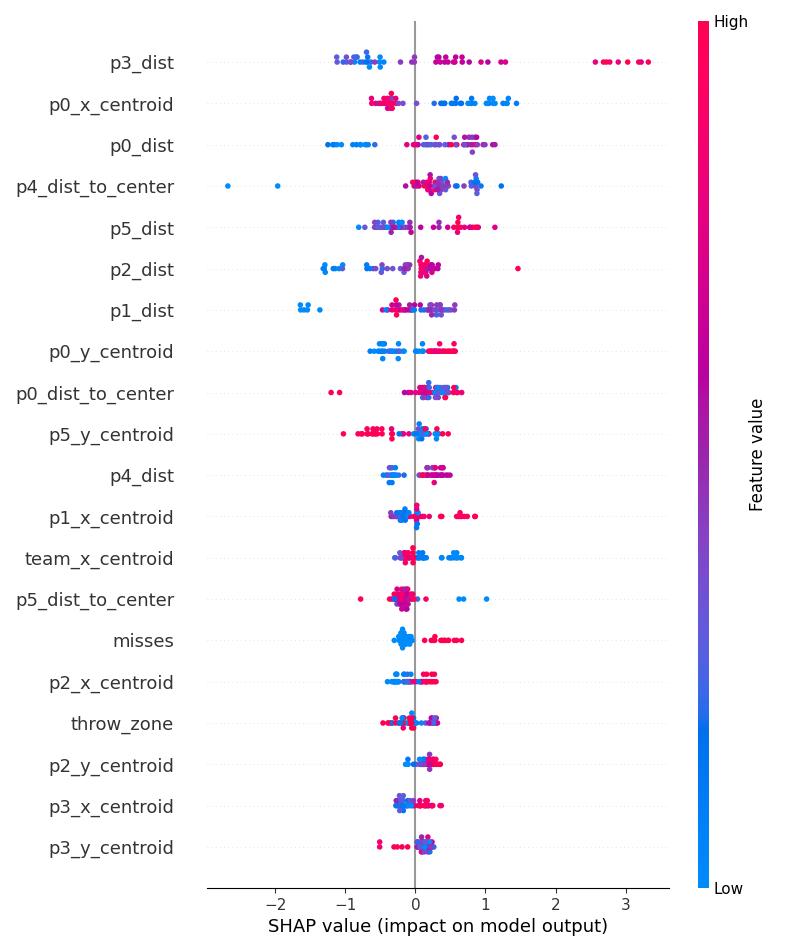 High
p3_dist
p0_x_centroid
p0_dist
p4_dist_to_center
p5_dist
p2_dist
p1_dist
p0_y_centroid
p0_dist_to_center
p5_y_centroid
p4_dist
p1_x_centroid
team_x_centroid
p5_dist_to_center
misses
p2_x_centroid
throw_zone
p2_y_centroid
p3_x_centroid
p3_y_centroid
Feature value
Low
−2 −1 0 1 2 3
SHAP value (impact on model output)